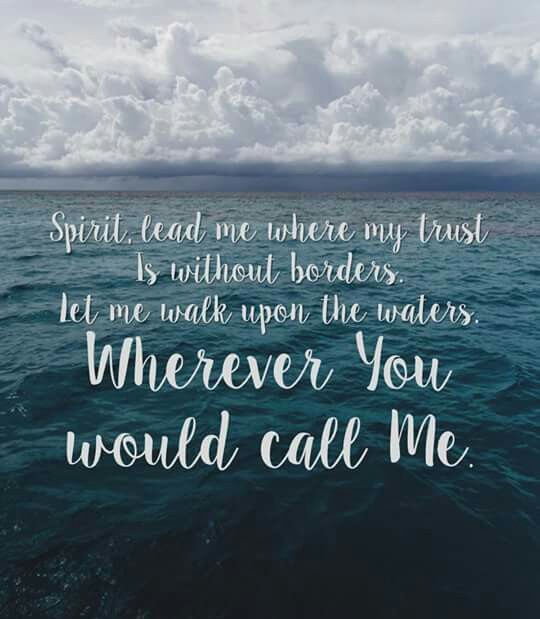 Spirit, lead me where my trust
Is without borders.
Let me walk upon the waters.
Wherever You
would call Me.